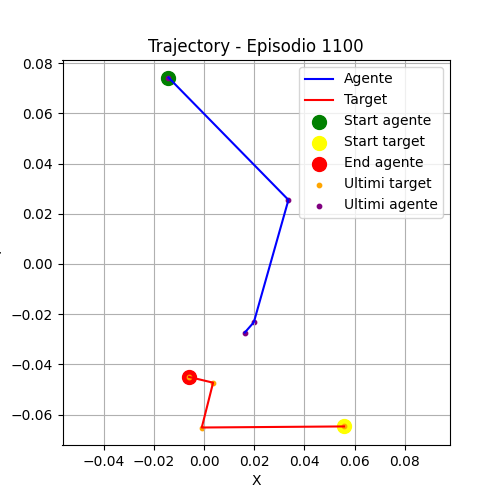 Trajectory - Episodio 1100
0.08
0.06
0.04
0.02
0.00
−0.02
−0.04
−0.06
−0.04
−0.02
0.00
0.02
0.04
0.06
0.08
X
Agente
Target
Start agente
Start target
End agente
Ultimi target
Ultimi agente